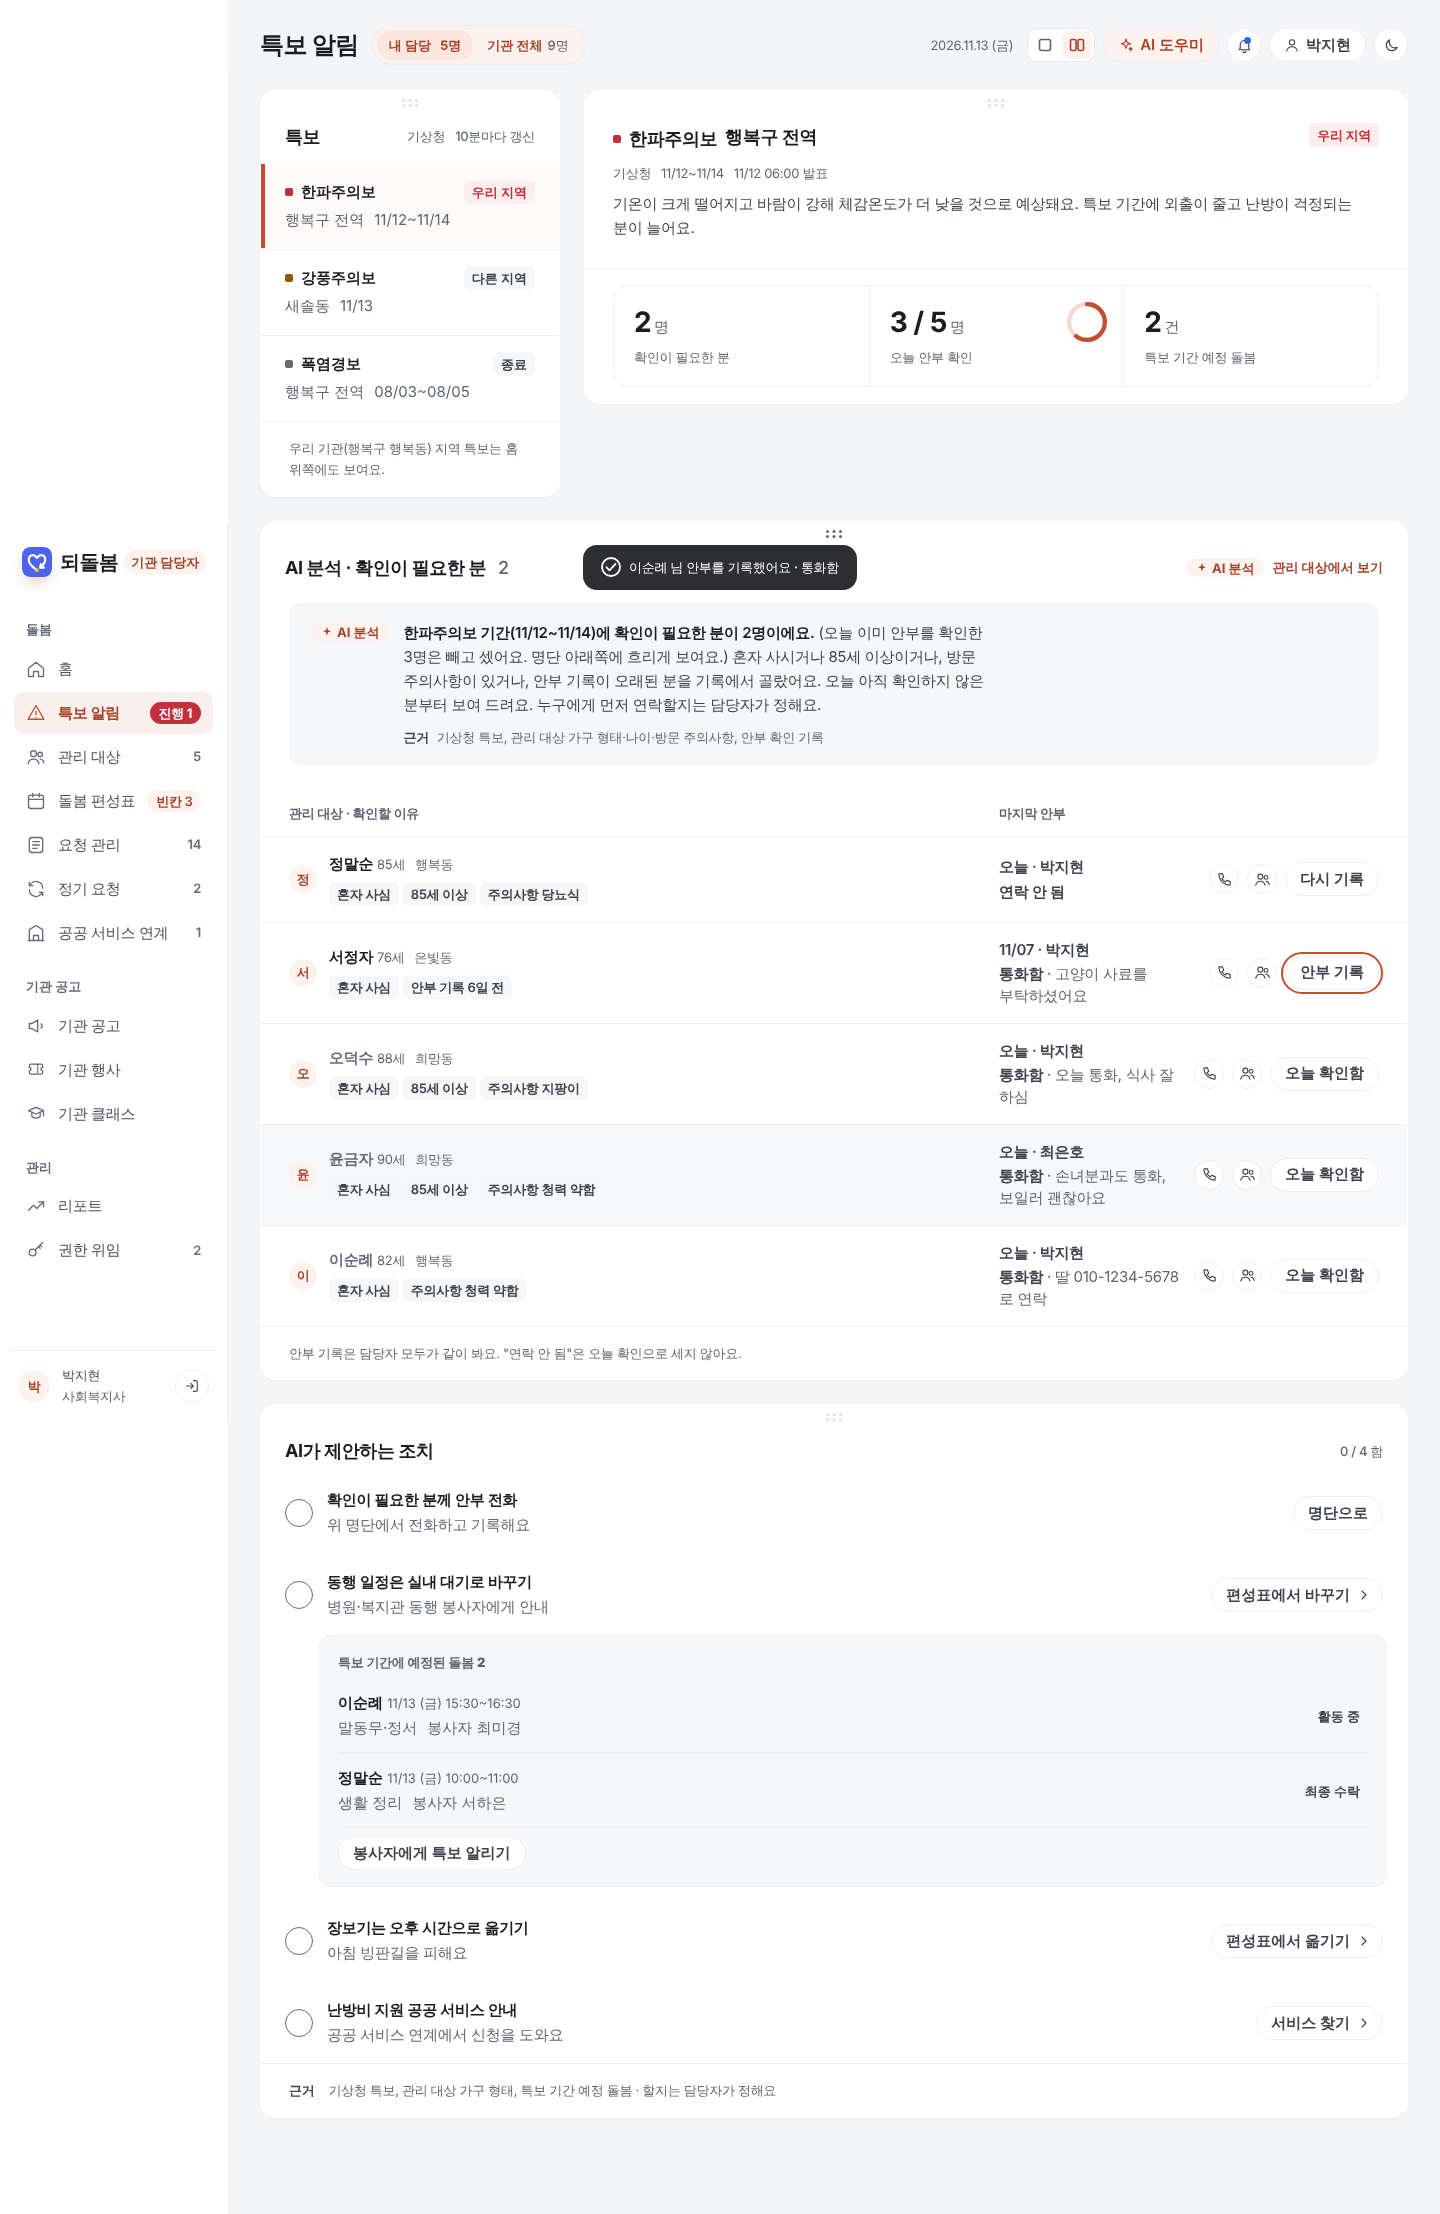 특보 알림
내 담당 5명 기관 전체 9명
2026.11.13 (금)
AI 도우미
박지현
되돌봄 기관 담당자
돌봄
홈
특보 알림 진행 1
관리 대상 5
돌봄 편성표 빈칸 3
요청 관리 14
정기 요청 2
공공 서비스 연계 1
기관 공고
기관 공고
기관 행사
기관 클래스
관리
리포트
권한 위임 2
박 박지현
사회복지사
특보 기상청 10분마다 갱신
한파주의보 우리 지역
행복구 전역 11/12~11/14
강풍주의보 다른 지역
새솔동 11/13
폭염경보 종료
행복구 전역 08/03~08/05
우리 기관(행복구 행복동) 지역 특보는 홈
위쪽에도 보여요.
한파주의보 행복구 전역 우리 지역
기상청 11/12~11/14 11/12 06:00 발표
기온이 크게 떨어지고 바람이 강해 체감온도가 더 낮을 것으로 예상돼요. 특보 기간에 외출이 줄고 난방이 걱정되는
분이 늘어요.
2명
확인이 필요한 분
3 / 5명
오늘 안부 확인
2건
특보 기간 예정 돌봄
AI 분석 · 확인이 필요한 분 2
이순례 님 안부를 기록했어요 · 통화함
AI 분석 관리 대상에서 보기
AI 분석 한파주의보 기간(11/12~11/14)에 확인이 필요한 분이 2명이에요. (오늘 이미 안부를 확인한
3명은 빼고 셌어요. 명단 아래쪽에 흐리게 보여요.) 혼자 사시거나 85세 이상이거나, 방문
주의사항이 있거나, 안부 기록이 오래된 분을 기록에서 골랐어요. 오늘 아직 확인하지 않은
분부터 보여 드려요. 누구에게 먼저 연락할지는 담당자가 정해요.
근거 기상청 특보, 관리 대상 가구 형태·나이·방문 주의사항, 안부 확인 기록
관리 대상 · 확인할 이유 마지막 안부
정 정말순 85세 행복동
혼자 사심 85세 이상 주의사항 당뇨식
오늘 · 박지현
연락 안 됨
다시 기록
서 서정자 76세 은빛동
혼자 사심 안부 기록 6일 전
11/07 · 박지현
통화함 · 고양이 사료를
부탁하셨어요
안부 기록
오 오덕수 88세 희망동
혼자 사심 85세 이상 주의사항 지팡이
오늘 · 박지현
통화함 · 오늘 통화, 식사 잘
하심
오늘 확인함
윤 윤금자 90세 희망동
혼자 사심 85세 이상 주의사항 청력 약함
오늘 · 최은호
통화함 · 손녀분과도 통화,
보일러 괜찮아요
오늘 확인함
이 이순례 82세 행복동
혼자 사심 주의사항 청력 약함
오늘 · 박지현
통화함 · 딸 010-1234-5678
로 연락
오늘 확인함
안부 기록은 담당자 모두가 같이 봐요. "연락 안 됨"은 오늘 확인으로 세지 않아요.
AI가 제안하는 조치 0 / 4 함
확인이 필요한 분께 안부 전화
위 명단에서 전화하고 기록해요
명단으로
동행 일정은 실내 대기로 바꾸기
병원·복지관 동행 봉사자에게 안내
편성표에서 바꾸기
특보 기간에 예정된 돌봄 2
이순례 11/13 (금) 15:30~16:30
말동무·정서 봉사자 최미경
활동 중
정말순 11/13 (금) 10:00~11:00
생활 정리 봉사자 서하은
최종 수락
봉사자에게 특보 알리기
장보기는 오후 시간으로 옮기기
아침 빙판길을 피해요
편성표에서 옮기기
난방비 지원 공공 서비스 안내
공공 서비스 연계에서 신청을 도와요
서비스 찾기
근거 기상청 특보, 관리 대상 가구 형태, 특보 기간 예정 돌봄 · 할지는 담당자가 정해요